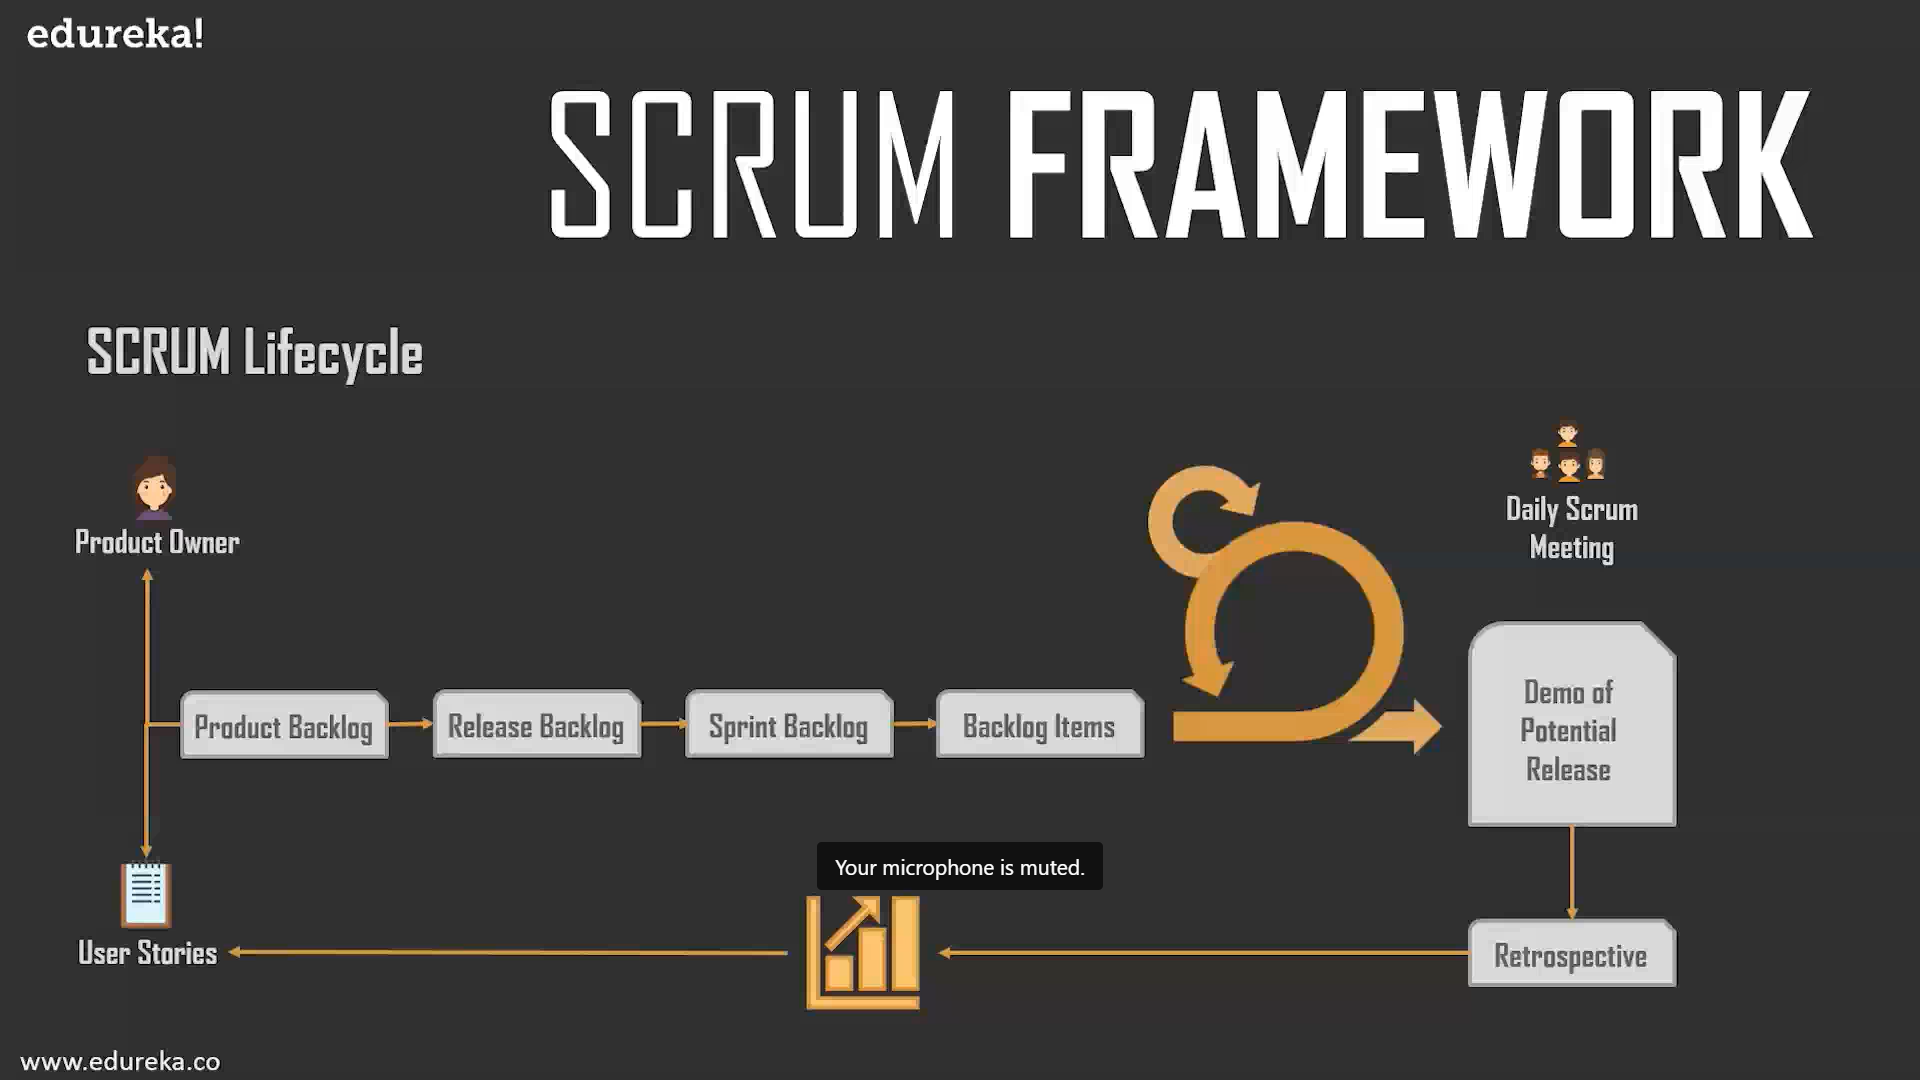 edureka!
SCRUM FRAMEWORK
SCRUM Lifecycle
Product Owner
Daily Scrum
Meeting
Product Backlog
Release Backlog
Sprint Backlog
Backlog Items
Demo of
Potential
Release
Your microphone is muted.
User Stories
Retrospective
www.edureka.co